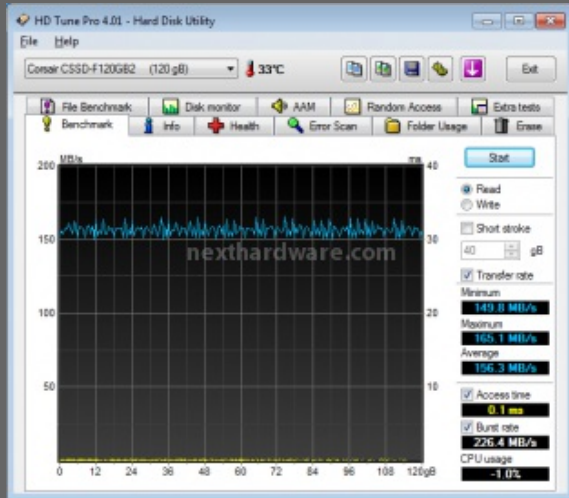 HD Tune Pro 4.01 - Hard Disk Utility
File Help
Corsair CSSD-F120GB2 (120 gB) 33°C Exit
File Benchmark Disk monitor AAM Random Access Extra tests
Benchmark Info Health Error Scan Folder Usage Erase
200 MB/s ms 40
Start
Read
Write
150 30
Short stroke
40 gB
nexthardware.com
Transfer rate
Minimum
149.8 MB/s
100 20
Maximum
165.1 MB/s
Average
156.3 MB/s
50 10
Access time
0.1 ms
Burst rate
226.4 MB/s
CPU usage
-1.0%
0 12 24 36 48 60 72 84 96 108 120gB